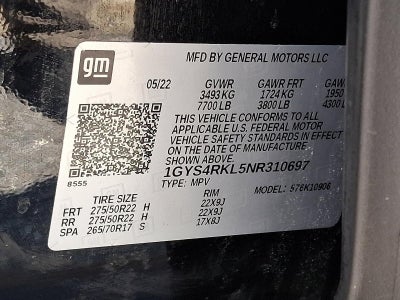 gm
MFD BY GENERAL MOTORS LLC
05/22 GVWR GAWR FRT GAW
3493 KG 1724 KG 1950
7700 LB 3800 LB 4300
THIS VEHICLE CONFORMS TO ALL
APPLICABLE U.S. FEDERAL MOTOR
VEHICLE SAFETY STANDARDS IN EFFECT
ON THE DATE OF MANUFACTURE
SHOWN ABOVE.
1GYS4RKL5NR310697
8555 TYPE: MPV MODEL: 576K10906
TIRE SIZE RIM
FRT 275/50R22 H 22X9J
RR 275/50R22 H 22X9J
SPA 265/70R17 S 17X8J